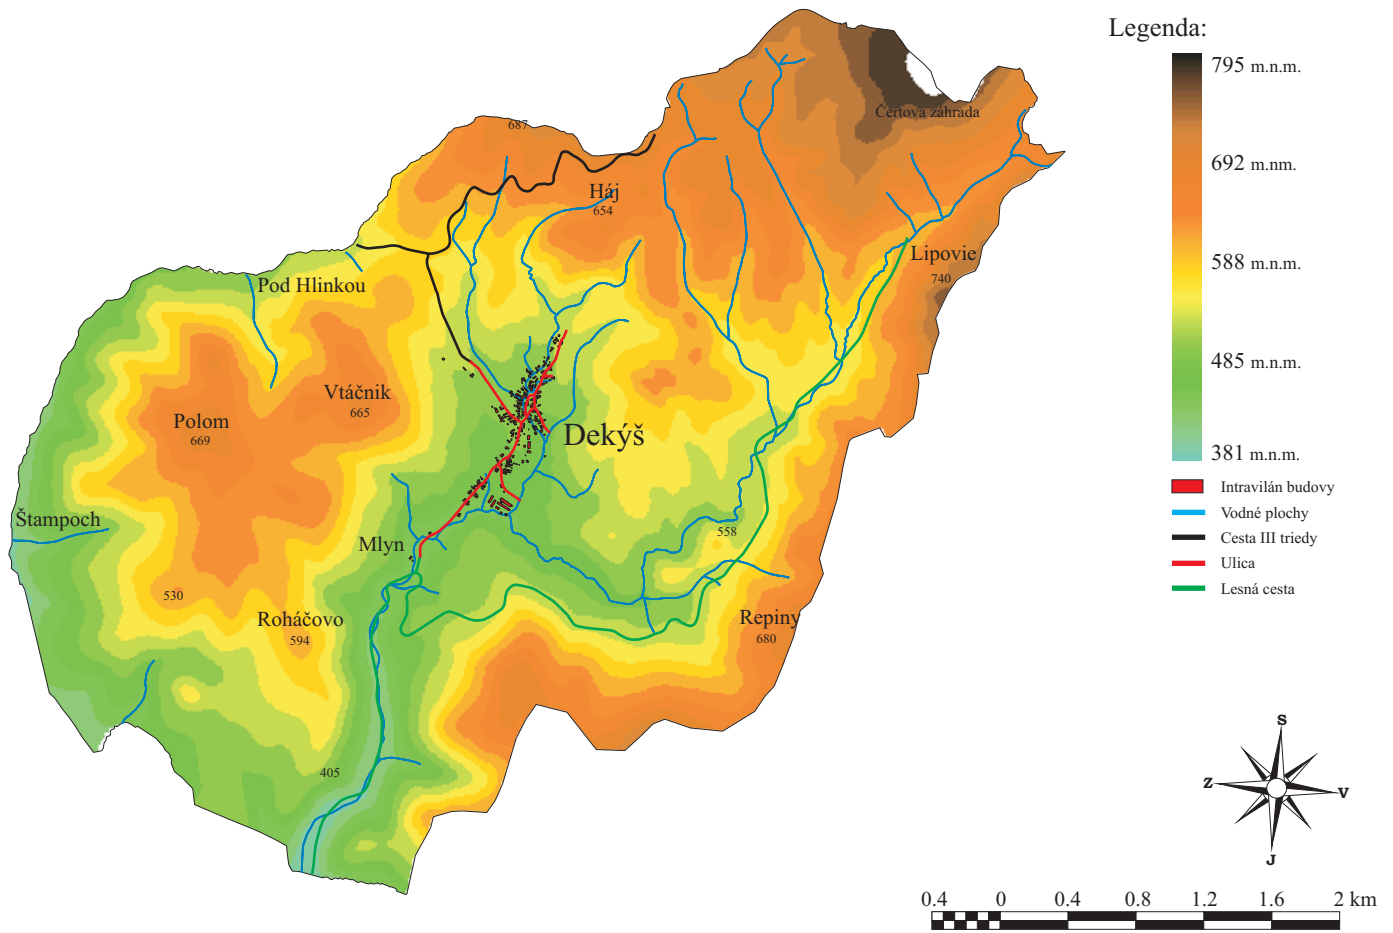 Legenda:
795 m.n.m.
692 m.nm.
588 m.n.m.
485 m.n.m.
381 m.n.m.
Intravilán budovy
Vodné plochy
Cesta III triedy
Ulica
Lesná cesta
Čertova záhrada
687
Háj
654
Lipovie
740
Pod Hlinkou
Vtáčnik
665
Polom
669
Dekýš
Štampoch
Mlyn
558
530
Roháčovo
594
Repiny
680
405
S
Z
V
J
0.4 0 0.4 0.8 1.2 1.6 2 km